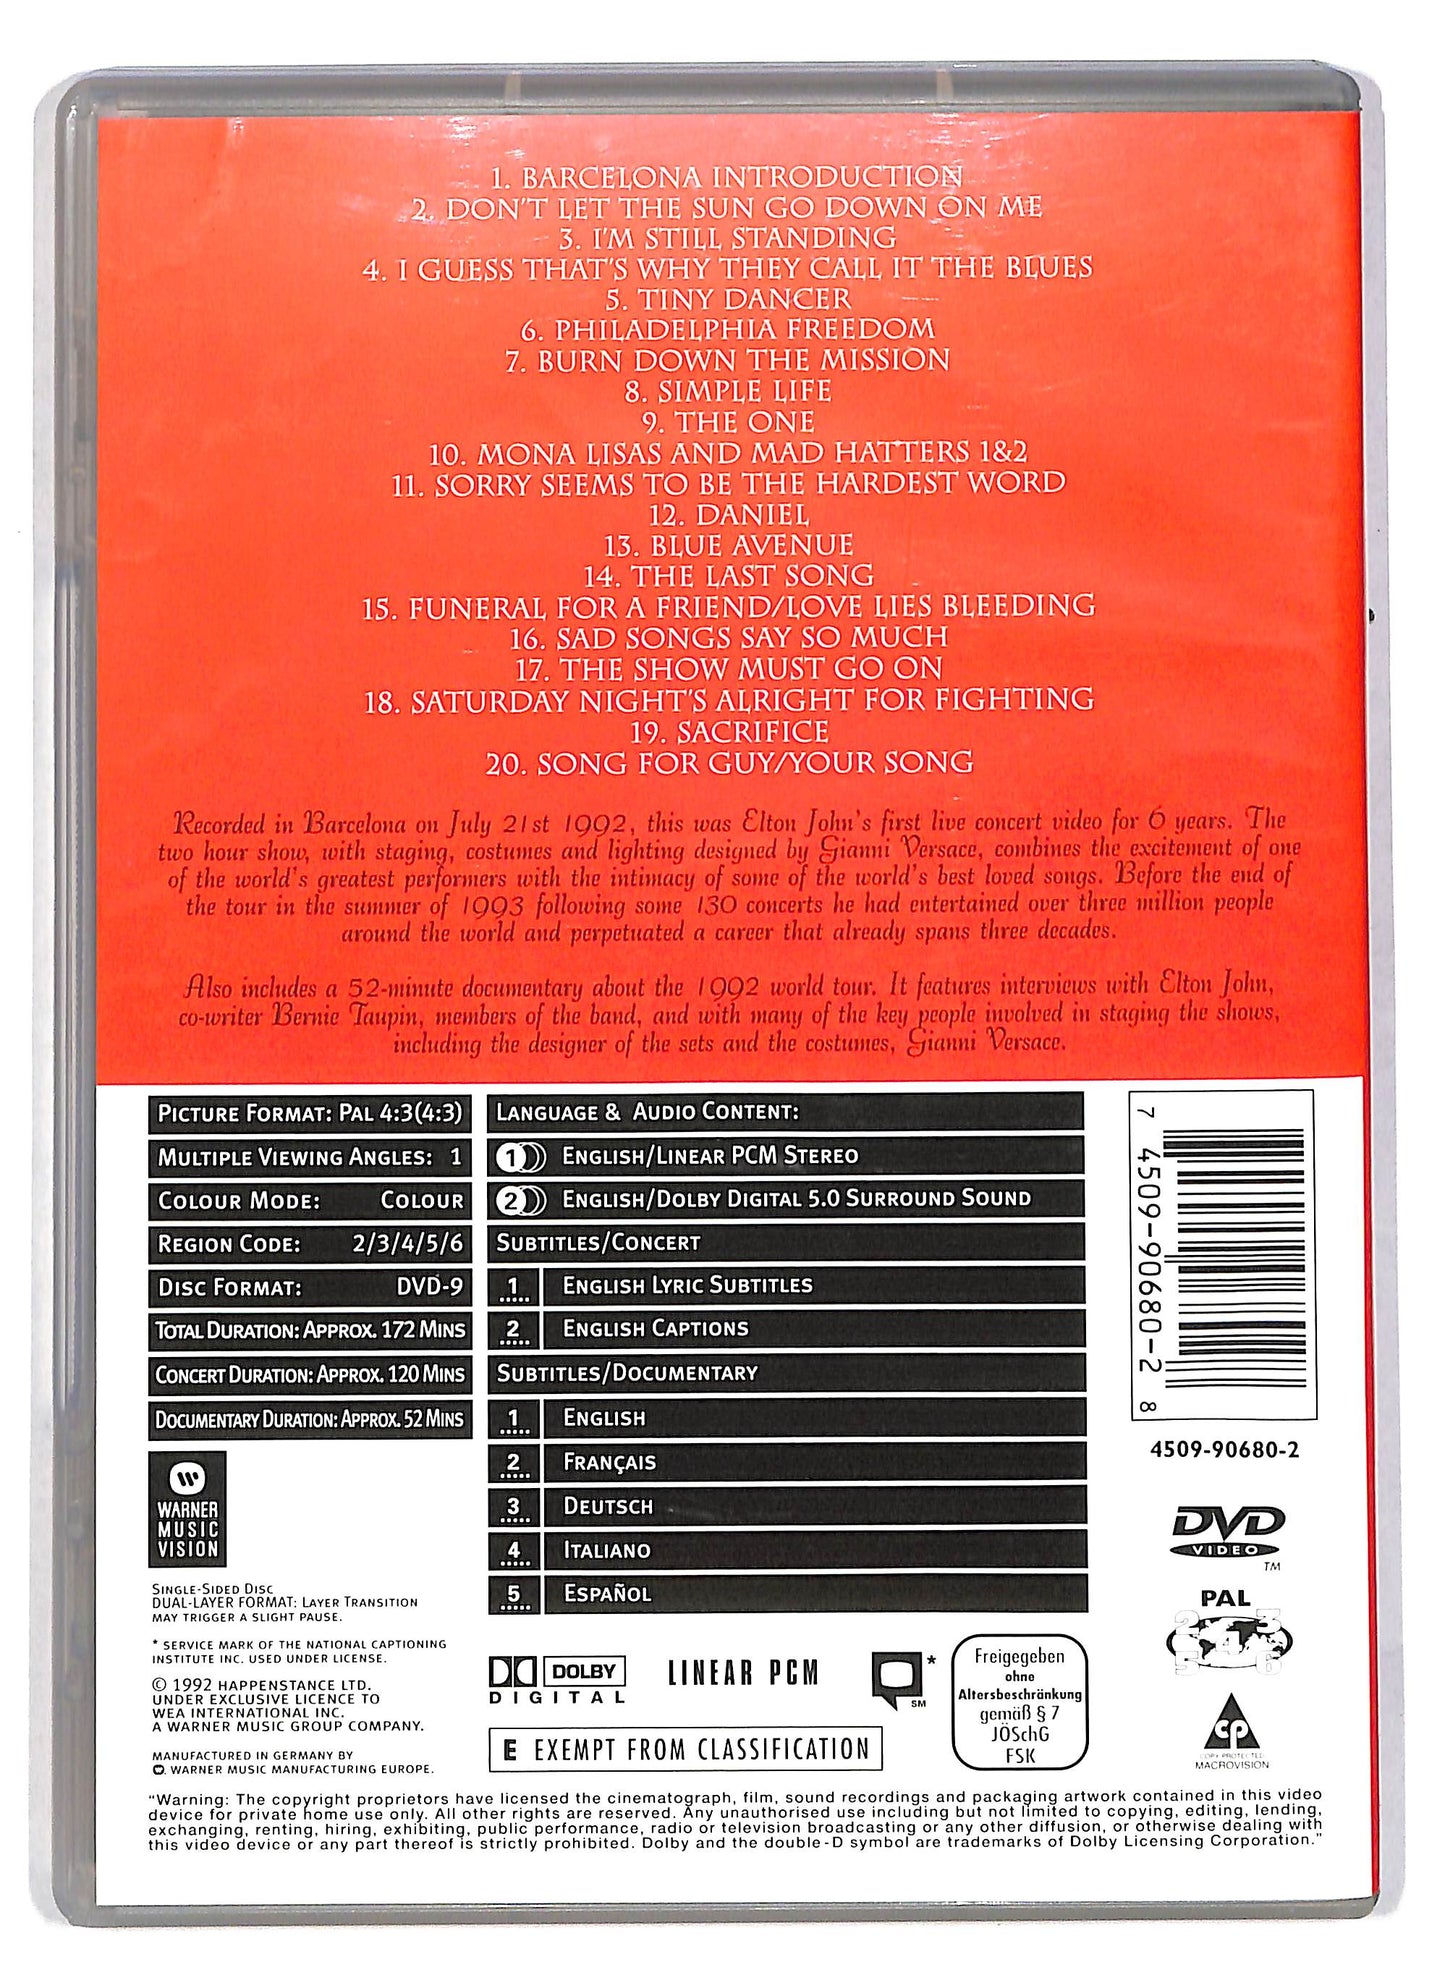 1. BARCELONA INTRODUCTION
2. DON'T LET THE SUN GO DOWN ON ME
3. I'M STILL STANDING
4. I GUESS THAT'S WHY THEY CALL IT THE BLUES
5. TINY DANCER
6. PHILADELPHIA FREEDOM
7. BURN DOWN THE MISSION
8. SIMPLE LIFE
9. THE ONE
10. MONA LISAS AND MAD HATTERS 1&2
11. SORRY SEEMS TO BE THE HARDEST WORD
12. DANIEL
13. BLUE AVENUE
14. THE LAST SONG
15. FUNERAL FOR A FRIEND/LOVE LIES BLEEDING
16. SAD SONGS SAY SO MUCH
17. THE SHOW MUST GO ON
18. SATURDAY NIGHT'S ALRIGHT FOR FIGHTING
19. SACRIFICE
20. SONG FOR GUY/YOUR SONG
Recorded in Barcelona on July 21st 1992, this was Elton John's first live concert video for 6 years. The
two hour show, with staging, costumes and lighting designed by Gianni Versace, combines the excitement of one
of the world's greatest performers with the intimacy of some of the world's best loved songs. Before the end of
the tour in the summer of 1993 following some 130 concerts he had entertained over three million people
around the world and perpetuated a career that already spans three decades.
Also includes a 52-minute documentary about the 1992 world tour. It features interviews with Elton John,
co-writer Bernie Taupin, members of the band, and with many of the key people involved in staging the shows,
including the designer of the sets and the costumes, Gianni Versace.
PICTURE FORMAT: PAL 4:3(4:3)
MULTIPLE VIEWING ANGLES: 1
COLOUR MODE: COLOUR
REGION CODE: 2/3/4/5/6
DISC FORMAT: DVD-9
TOTAL DURATION: APPROX. 172 MINS
CONCERT DURATION: APPROX. 120 MINS
DOCUMENTARY DURATION: APPROX. 52 MINS
WARNER
MUSIC
VISION
SINGLE-SIDED DISC
DUAL-LAYER FORMAT: LAYER TRANSITION
MAY TRIGGER A SLIGHT PAUSE.
* SERVICE MARK OF THE NATIONAL CAPTIONING
INSTITUTE INC. USED UNDER LICENSE.
© 1992 HAPPENSTANCE LTD.
UNDER EXCLUSIVE LICENCE TO
WEA INTERNATIONAL INC.
A WARNER MUSIC GROUP COMPANY.
MANUFACTURED IN GERMANY BY
. WARNER MUSIC MANUFACTURING EUROPE.
LANGUAGE & AUDIO CONTENT:
1 ENGLISH/LINEAR PCM STEREO
2 ENGLISH/DOLBY DIGITAL 5.0 SURROUND SOUND
SUBTITLES/CONCERT
1 ENGLISH LYRIC SUBTITLES
2 ENGLISH CAPTIONS
SUBTITLES/DOCUMENTARY
1 ENGLISH
2 FRANÇAIS
3 DEUTSCH
4 ITALIANO
5 ESPAÑOL
DOLBY
DIGITAL
LINEAR PCM
* SM
Freigegeben
ohne
Altersbeschränkung
gemäß § 7
JÖSchG
FSK
E EXEMPT FROM CLASSIFICATION
7 4509-90680-2 8
4509-90680-2
DVD
VIDEO
TM
PAL
2 3
4
5 6
CP
COPY PROTECTED
MACROVISION
"Warning: The copyright proprietors have licensed the cinematograph, film, sound recordings and packaging artwork contained in this video
device for private home use only. All other rights are reserved. Any unauthorised use including but not limited to copying, editing, lending,
exchanging, renting, hiring, exhibiting, public performance, radio or television broadcasting or any other diffusion, or otherwise dealing with
this video device or any part thereof is strictly prohibited. Dolby and the double-D symbol are trademarks of Dolby Licensing Corporation."